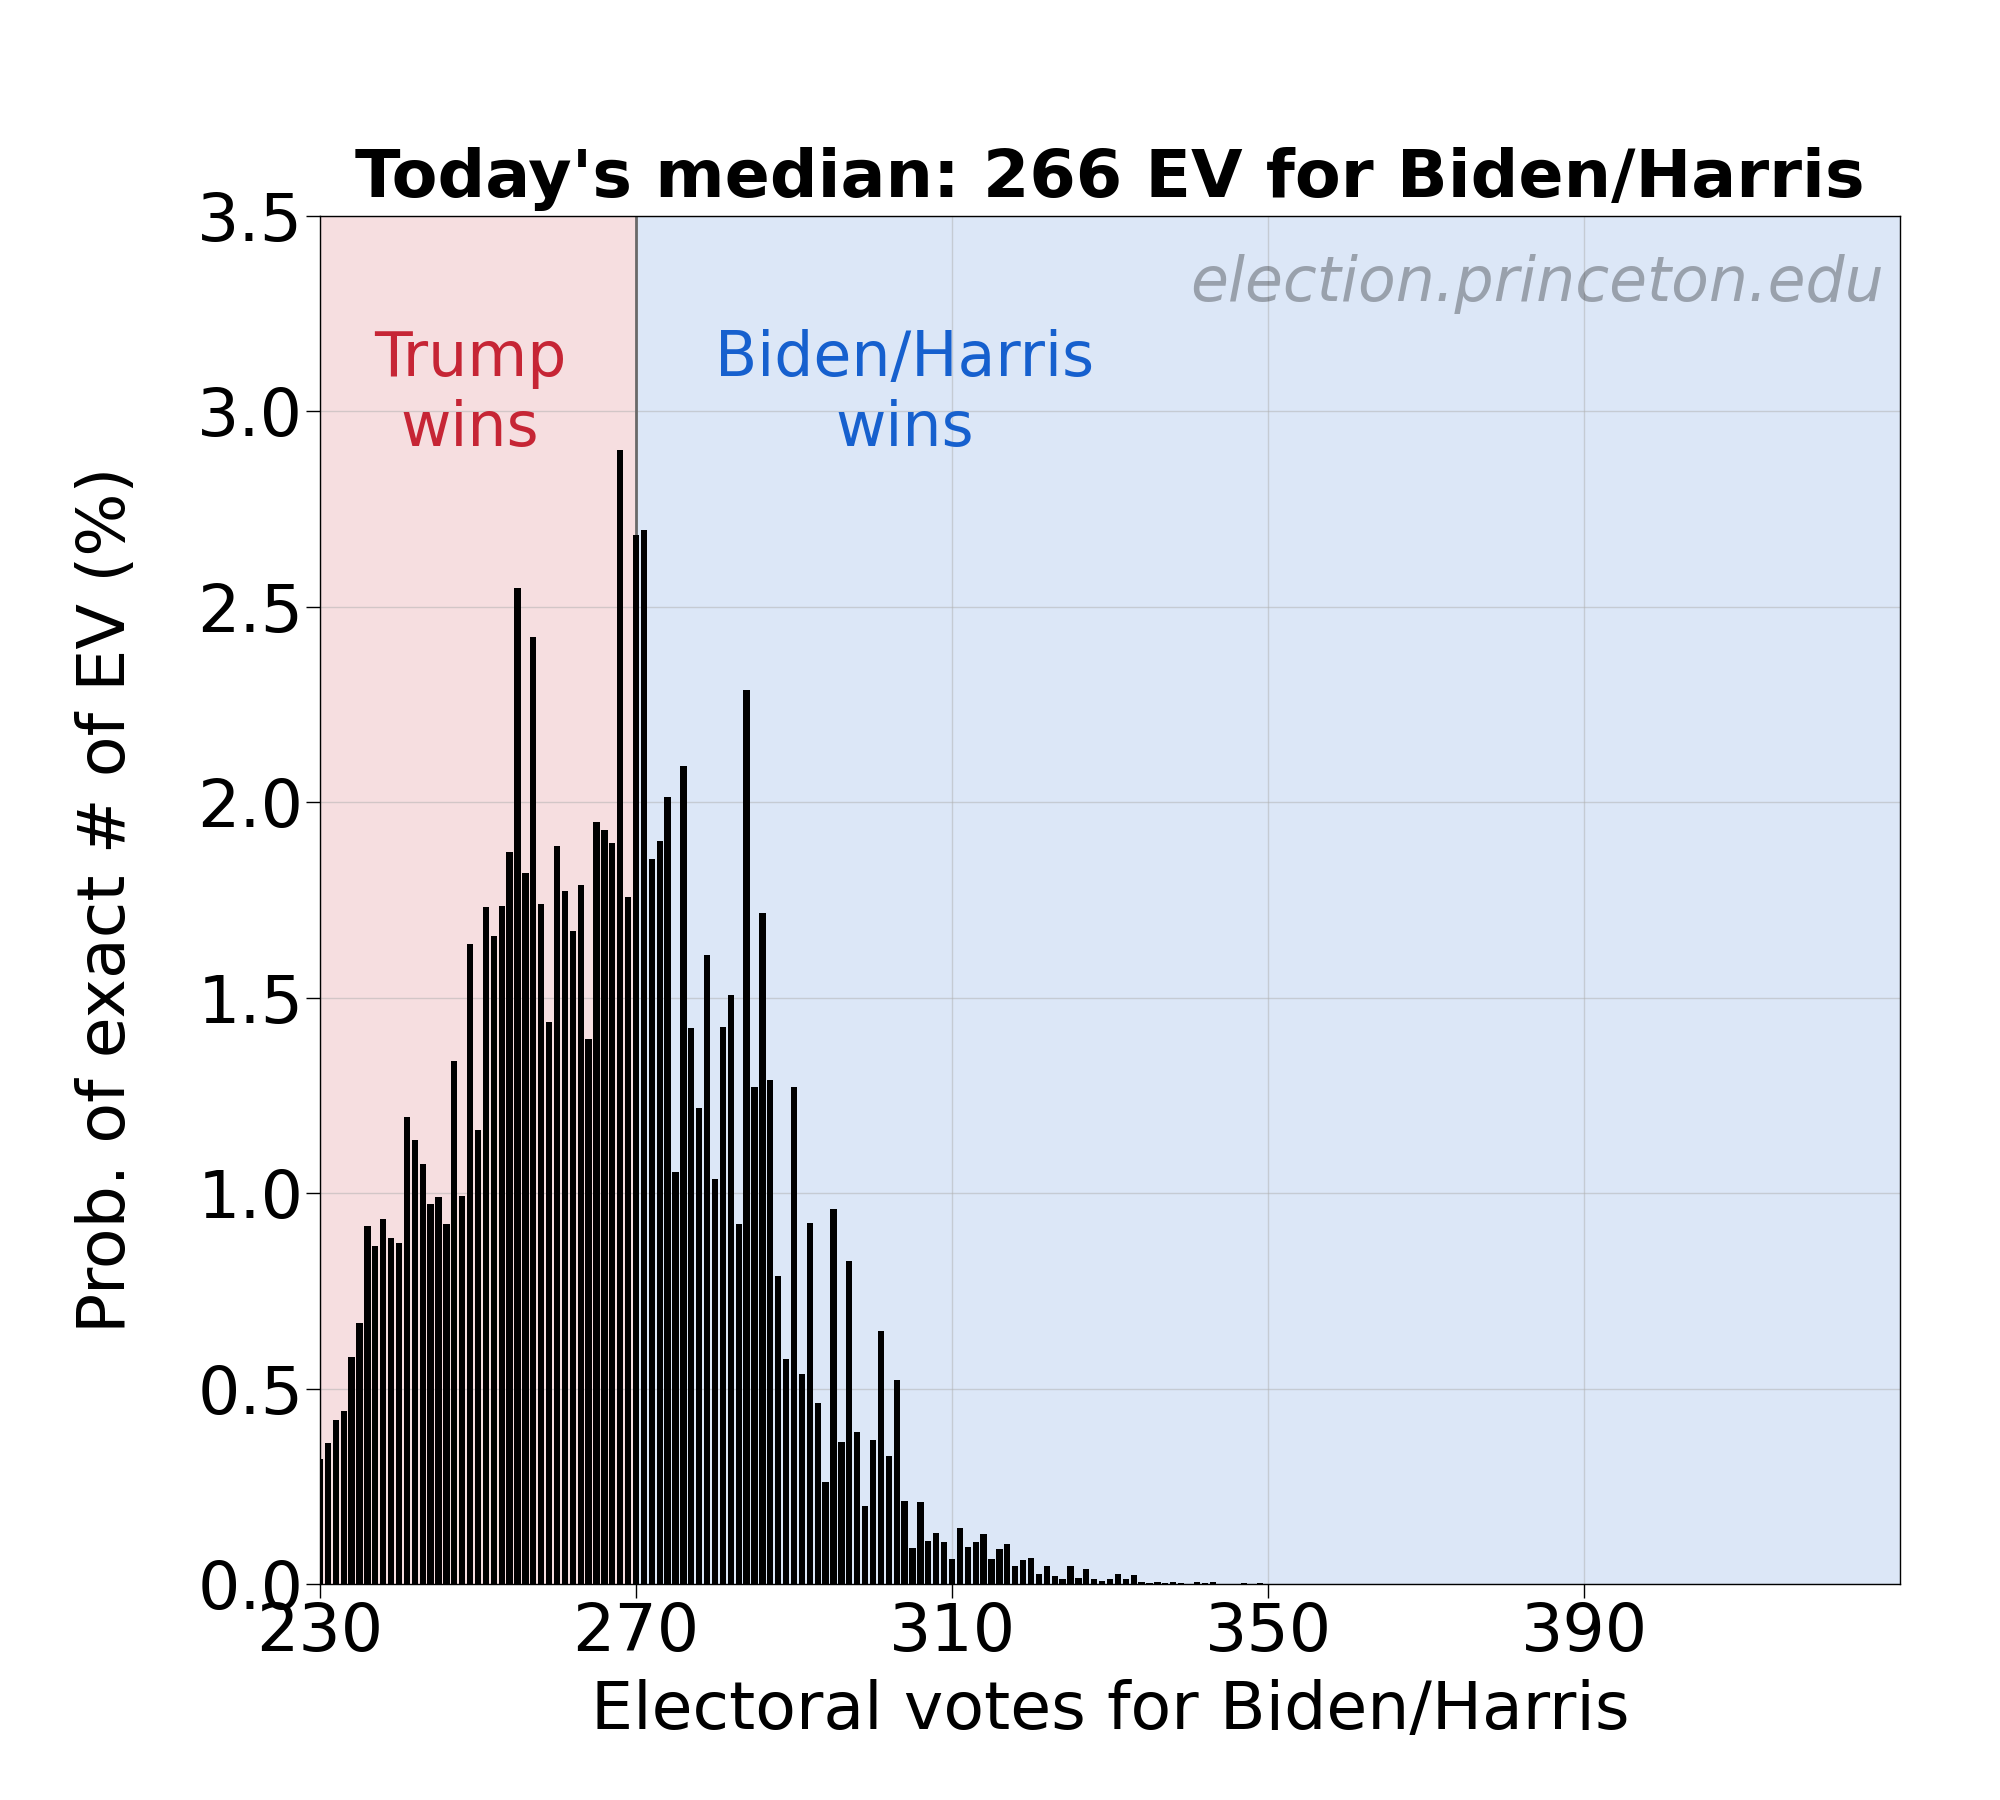 Today's median: 266 EV for Biden/Harris
3.5
election.princeton.edu
Trump
wins
Biden/Harris
wins
3.0
2.5
2.0
1.5
1.0
0.5
0.0
Prob. of exact # of EV (%)
230 270 310 350 390
Electoral votes for Biden/Harris